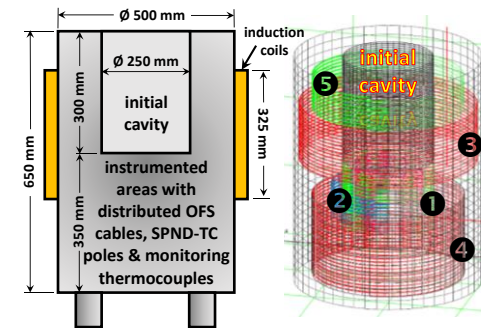 Ø 500 mm
induction
coils
Ø 250 mm
initial
cavity
300 mm
325 mm
650 mm
350 mm
instrumented
areas with
distributed OFS
cables, SPND-TC
poles & monitoring
thermocouples
initial
cavity
5
3
2
1
4